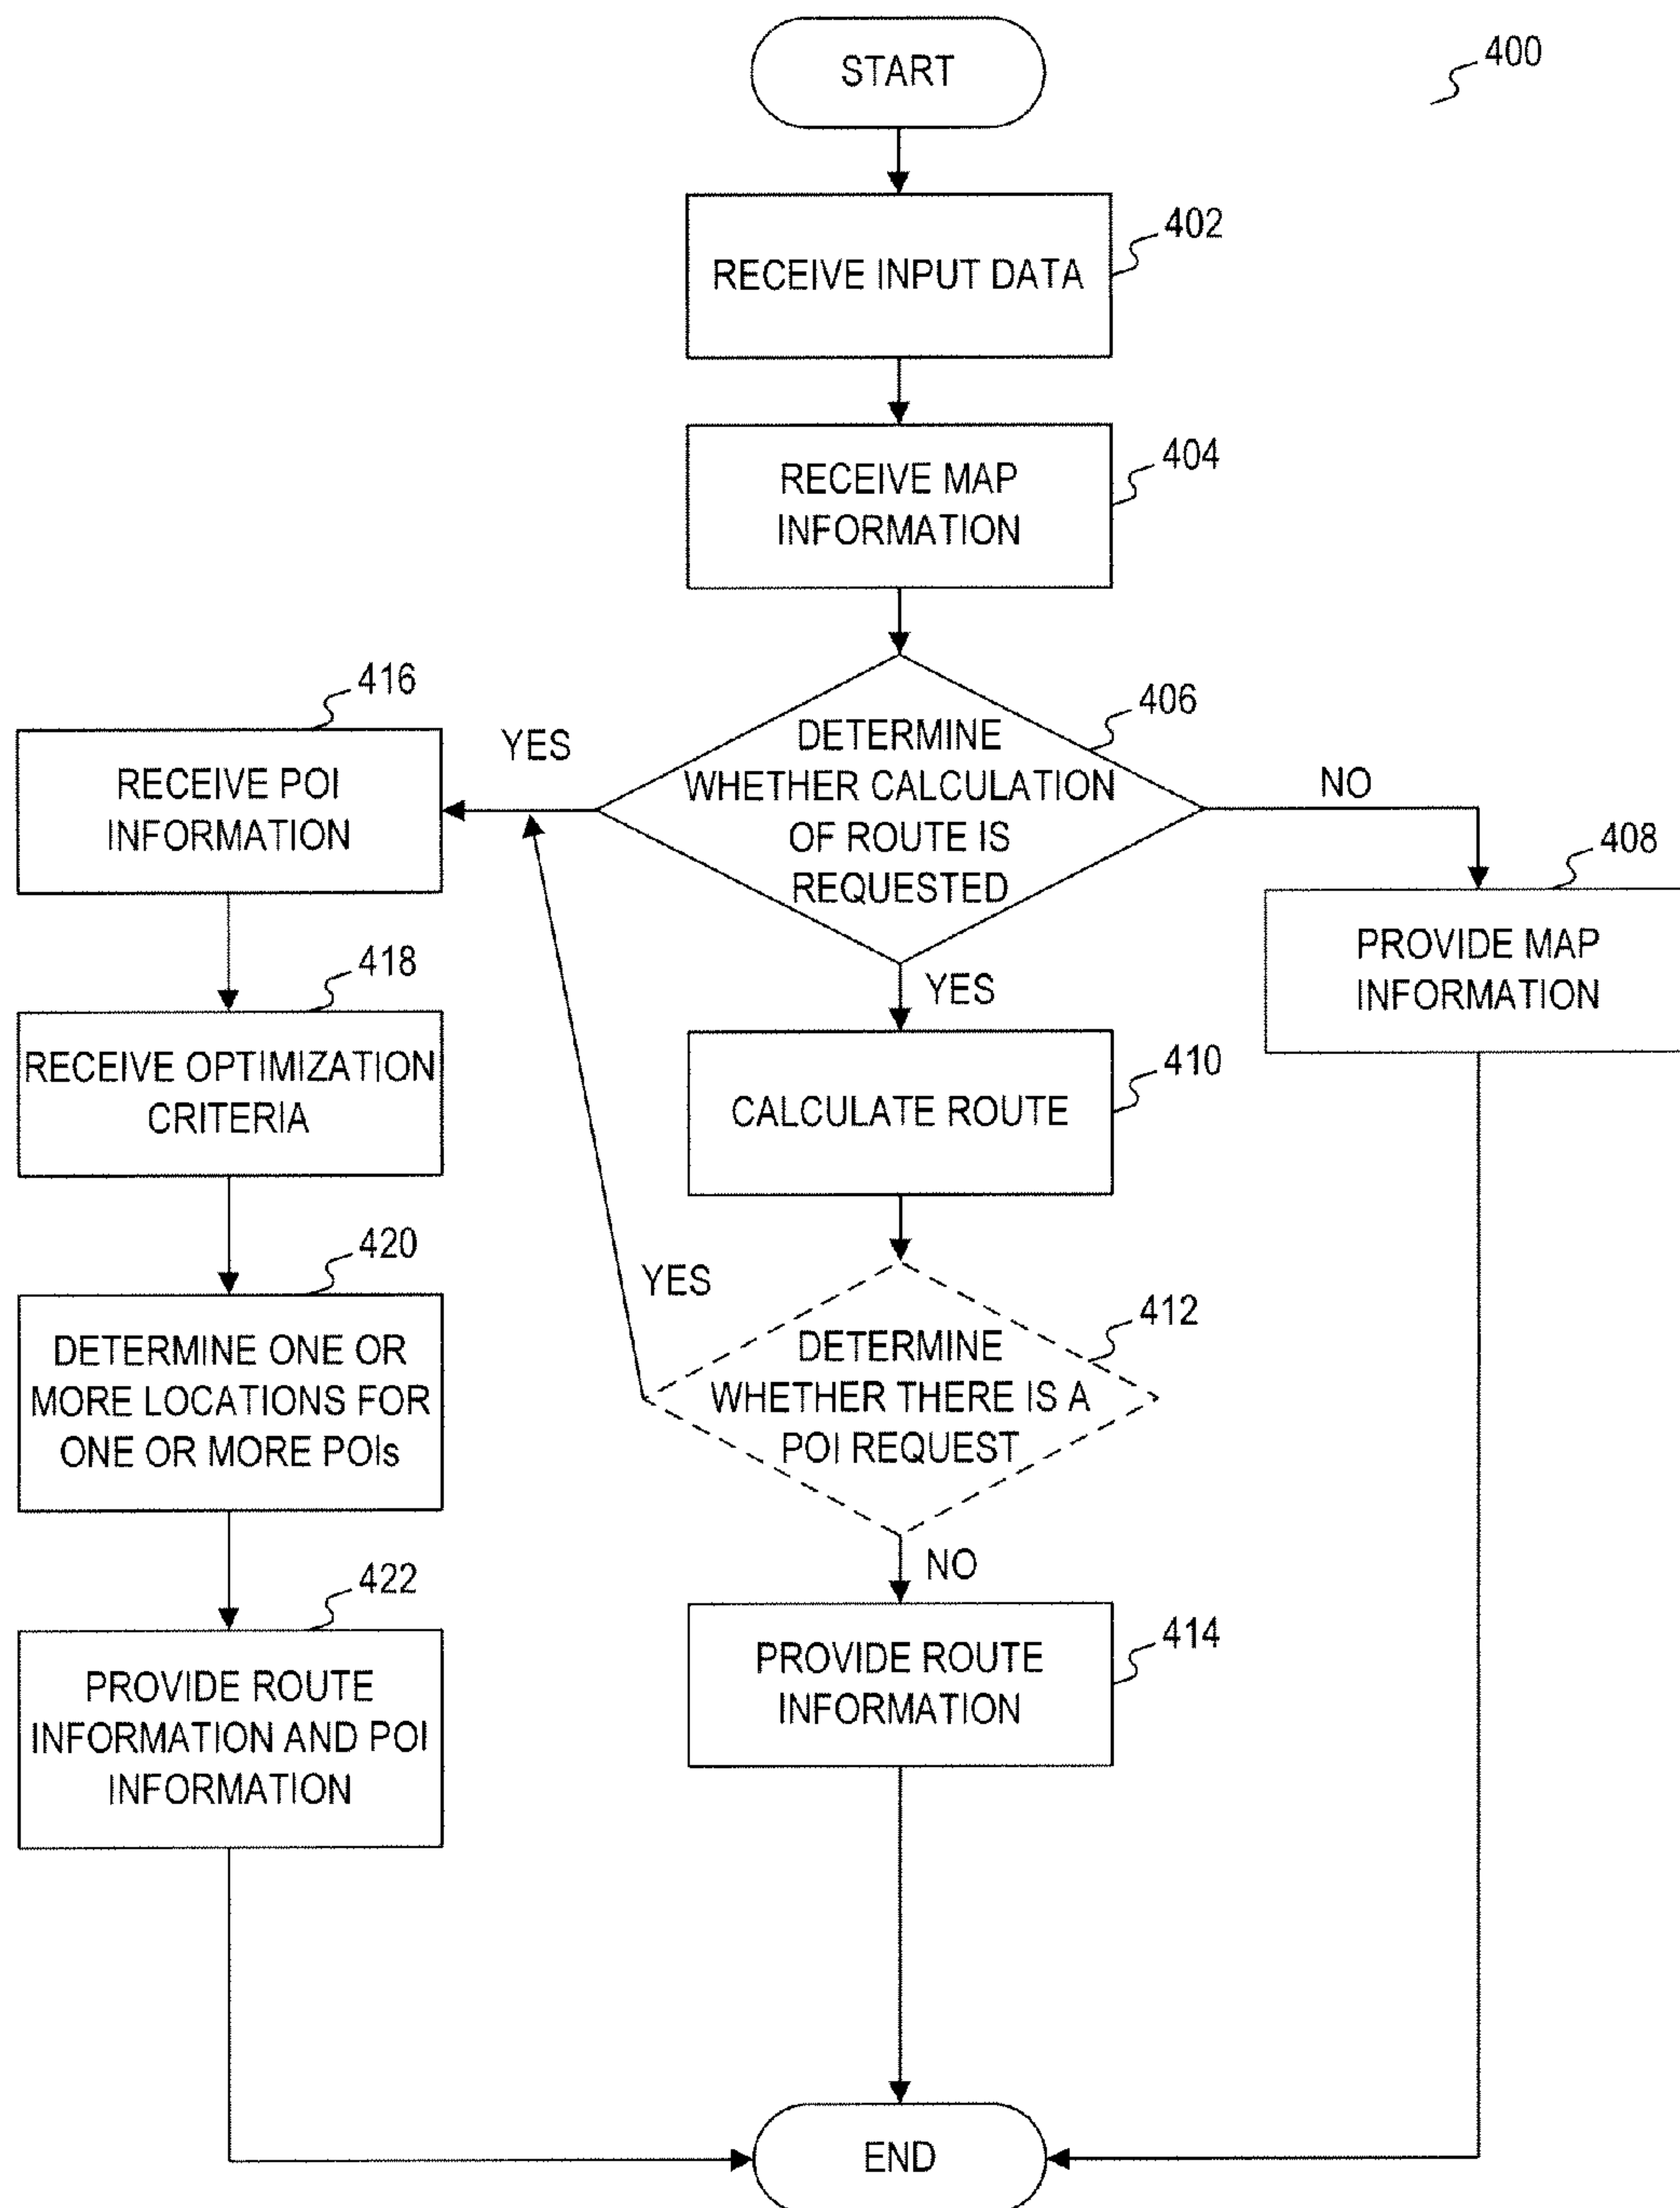 START
400
402
RECEIVE INPUT DATA
404
RECEIVE MAP
INFORMATION
416
RECEIVE POI
INFORMATION
YES
406
DETERMINE
WHETHER CALCULATION
OF ROUTE IS
REQUESTED
NO
408
PROVIDE MAP
INFORMATION
YES
418
RECEIVE OPTIMIZATION
CRITERIA
410
CALCULATE ROUTE
420
DETERMINE ONE OR
MORE LOCATIONS FOR
ONE OR MORE POIs
YES
412
DETERMINE
WHETHER THERE IS A
POI REQUEST
NO
422
PROVIDE ROUTE
INFORMATION AND POI
INFORMATION
414
PROVIDE ROUTE
INFORMATION
END